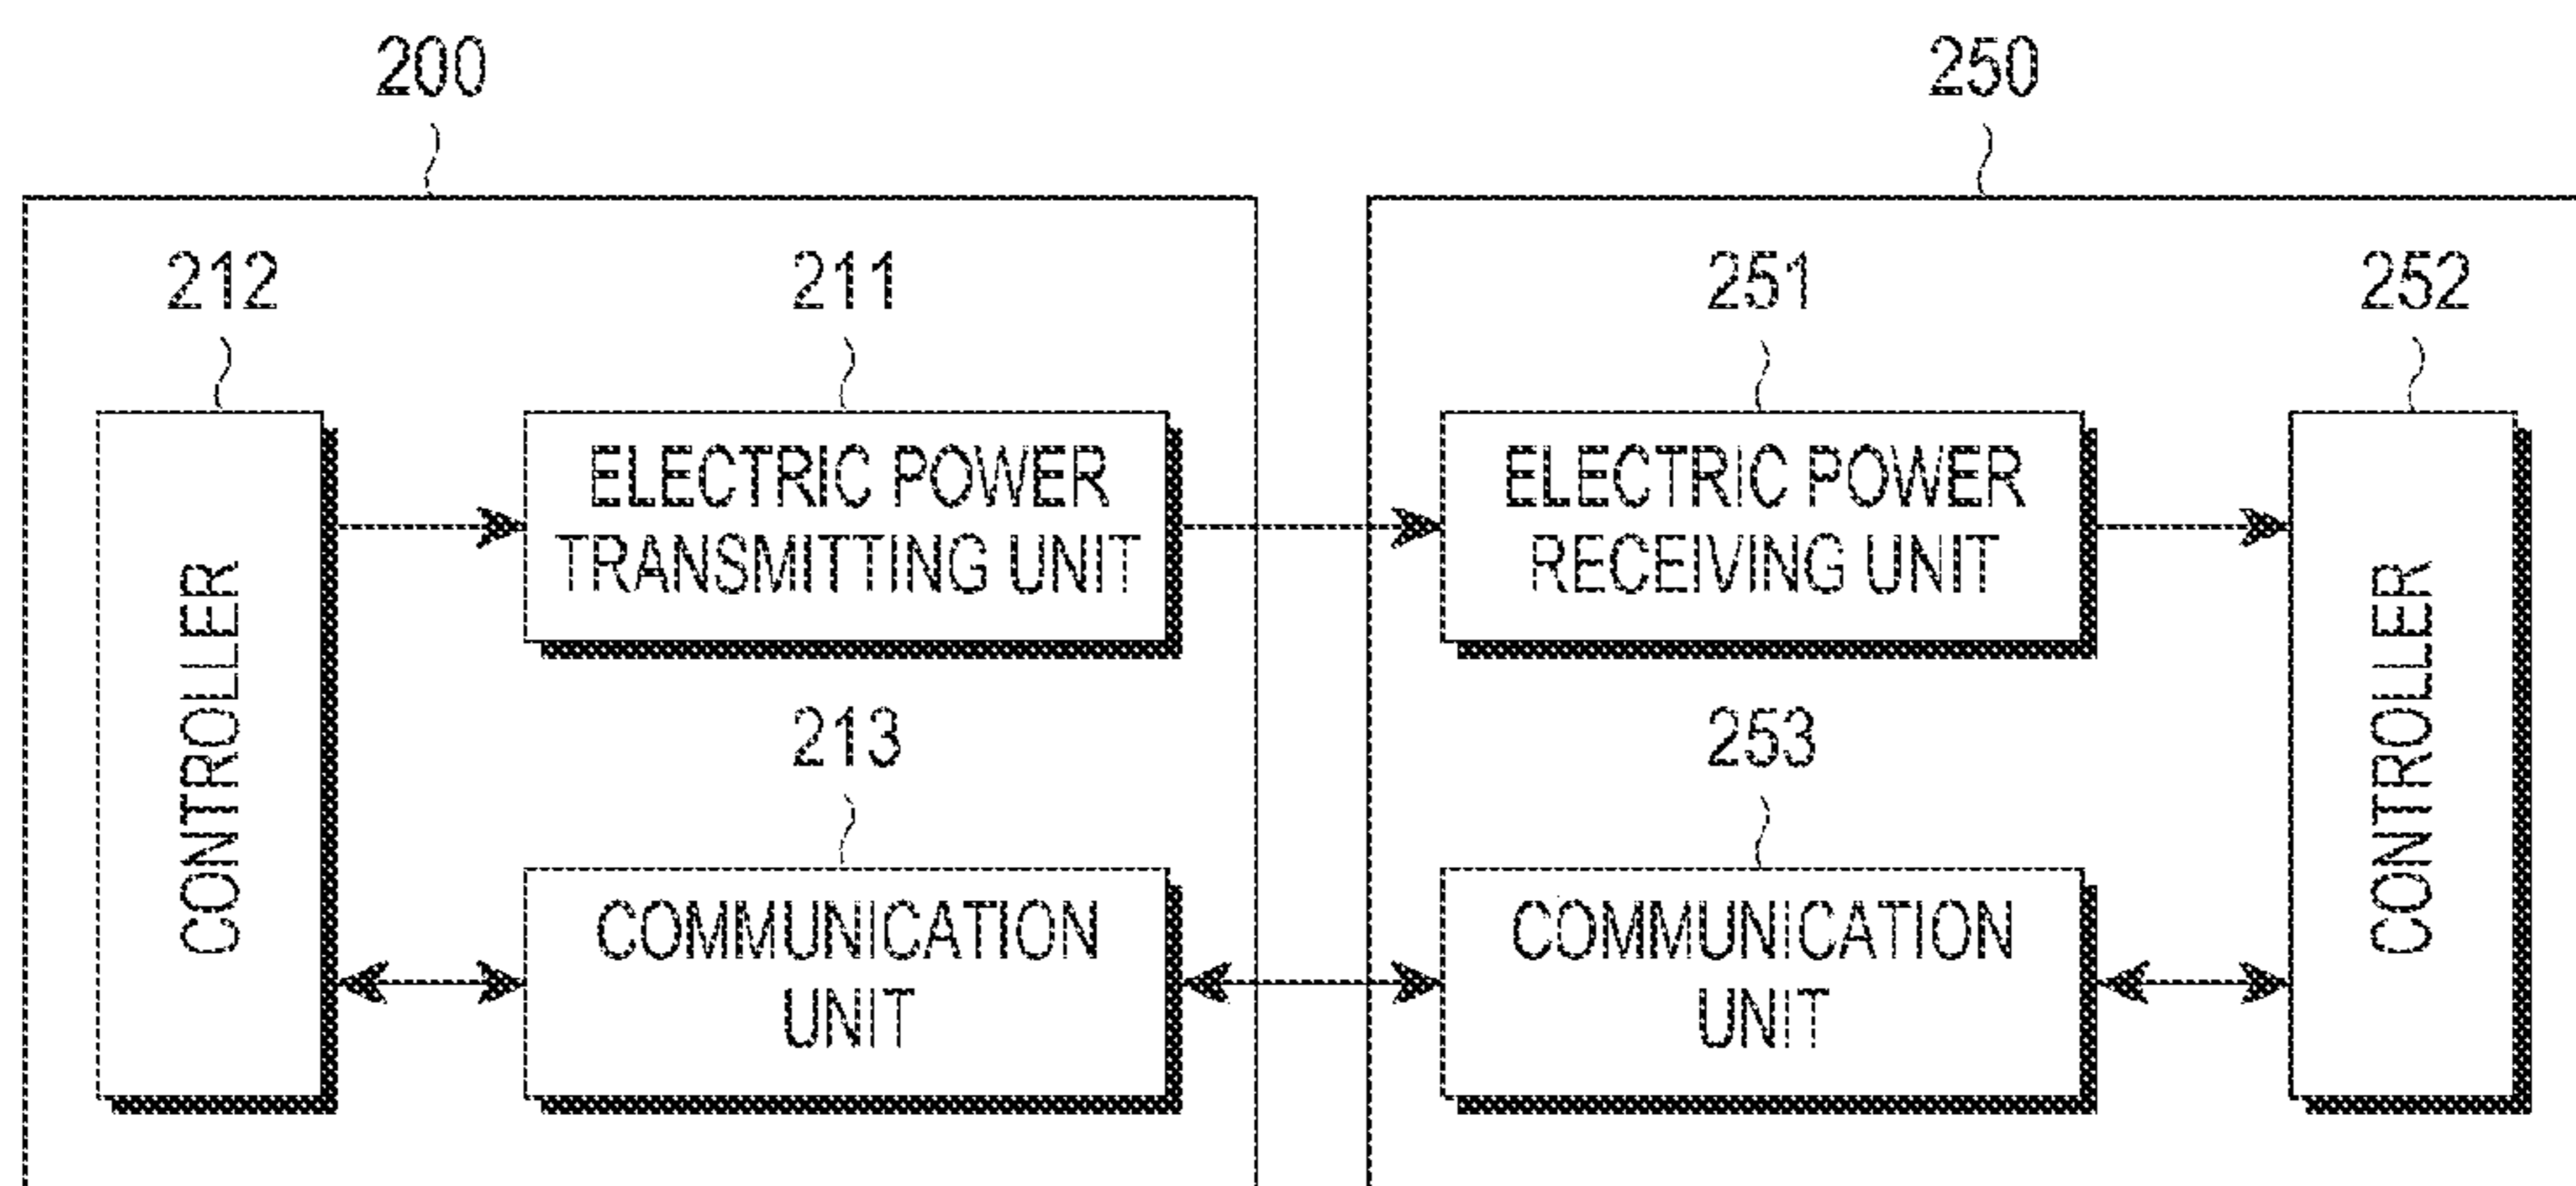 200
250
212
211
251
252
ELECTRIC POWER
TRANSMITTING UNIT
ELECTRIC POWER
RECEIVING UNIT
CONTROLLER
CONTROLLER
213
253
COMMUNICATION
UNIT
COMMUNICATION
UNIT